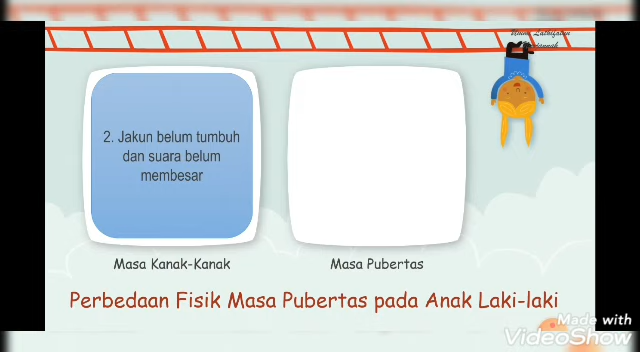 2. Jakun belum tumbuh
dan suara belum
membesar
Masa Kanak-Kanak
Masa Pubertas
Perbedaan Fisik Masa Pubertas pada Anak Laki-laki
Made with
VideoShow